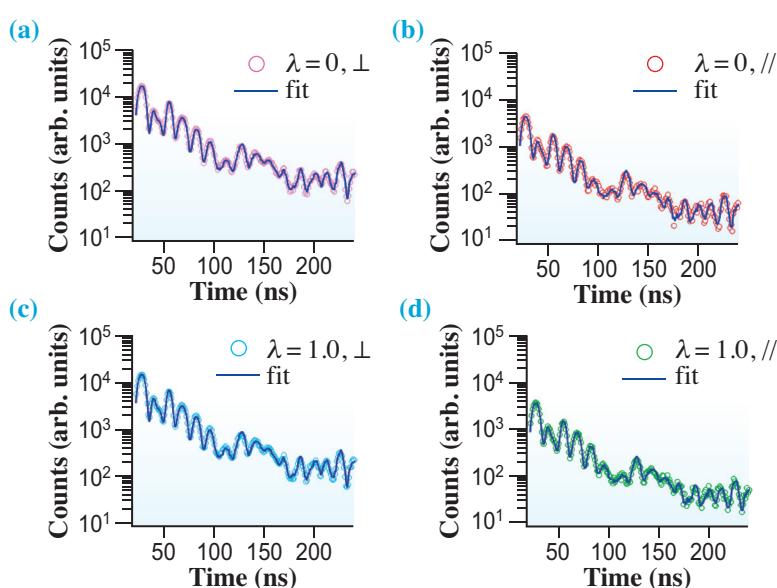 (a)
Counts (arb. units)
10⁵
10⁴
10³
10²
10¹
λ = 0, ⊥
fit
50 100 150 200
Time (ns)
(b)
Counts (arb. units)
10⁵
10⁴
10³
10²
10¹
λ = 0, //
fit
50 100 150 200
Time (ns)
(c)
Counts (arb. units)
10⁵
10⁴
10³
10²
10¹
λ = 1.0, ⊥
fit
50 100 150 200
Time (ns)
(d)
Counts (arb. units)
10⁵
10⁴
10³
10²
10¹
λ = 1.0, //
fit
50 100 150 200
Time (ns)